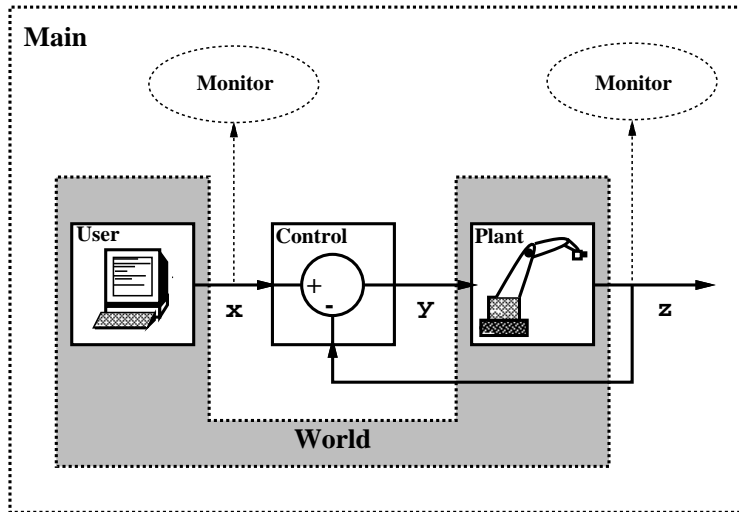 Main
Monitor
Monitor
User
Control
Plant
+
-
x
y
z
World